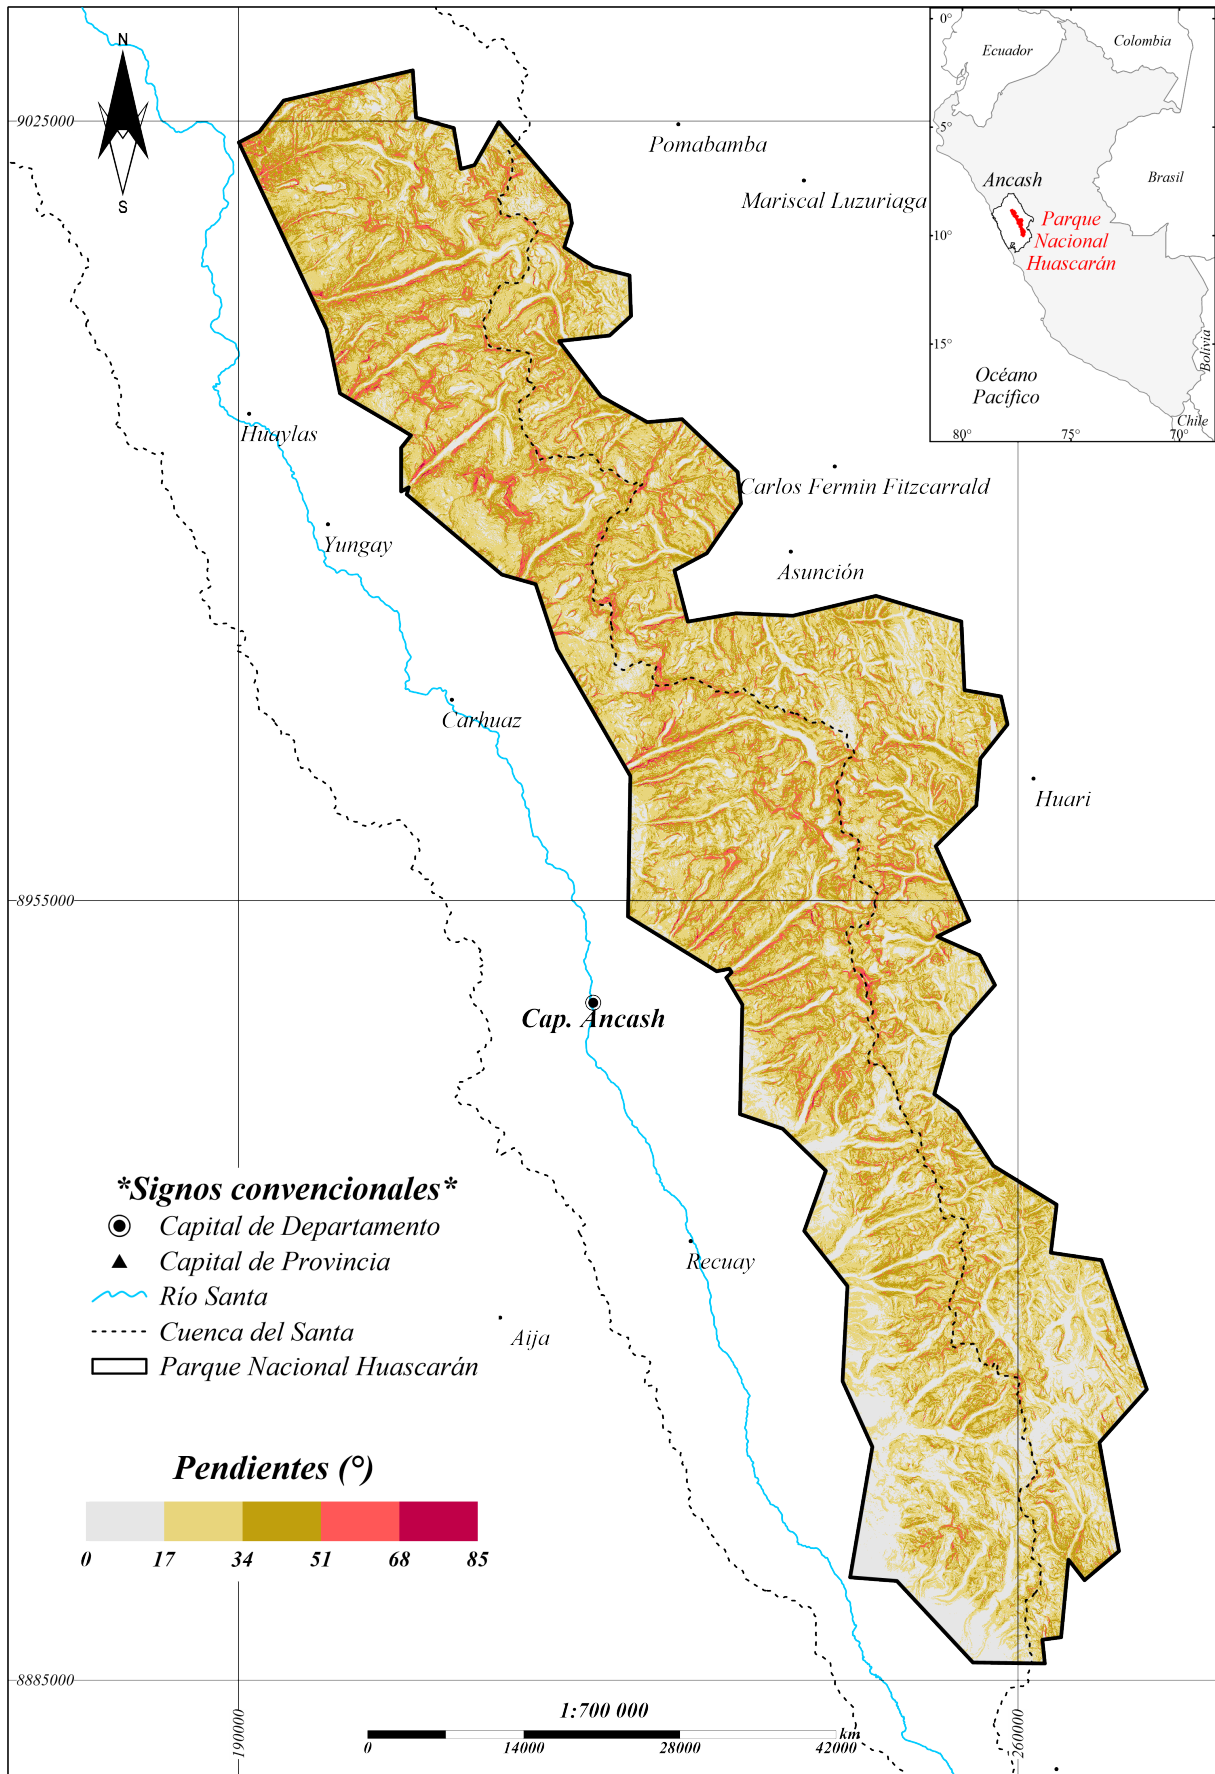 N
S
9025000
8955000
8885000
190000
260000
Pomabamba
Mariscal Luzuriaga
Huaylas
Carlos Fermin Fitzcarrald
Yungay
Asunción
Carhuaz
Huari
Cap. Ancash
Recuay
Aija
0°
5°
10°
15°
80°
75°
70°
Ecuador
Colombia
Brasil
Ancash
Parque
Nacional
Huascarán
Océano
Pacífico
Bolivia
Chile
*Signos convencionales*
Capital de Departamento
Capital de Provincia
Río Santa
Cuenca del Santa
Parque Nacional Huascarán
Pendientes (°)
0 17 34 51 68 85
1:700 000
km
0 14000 28000 42000